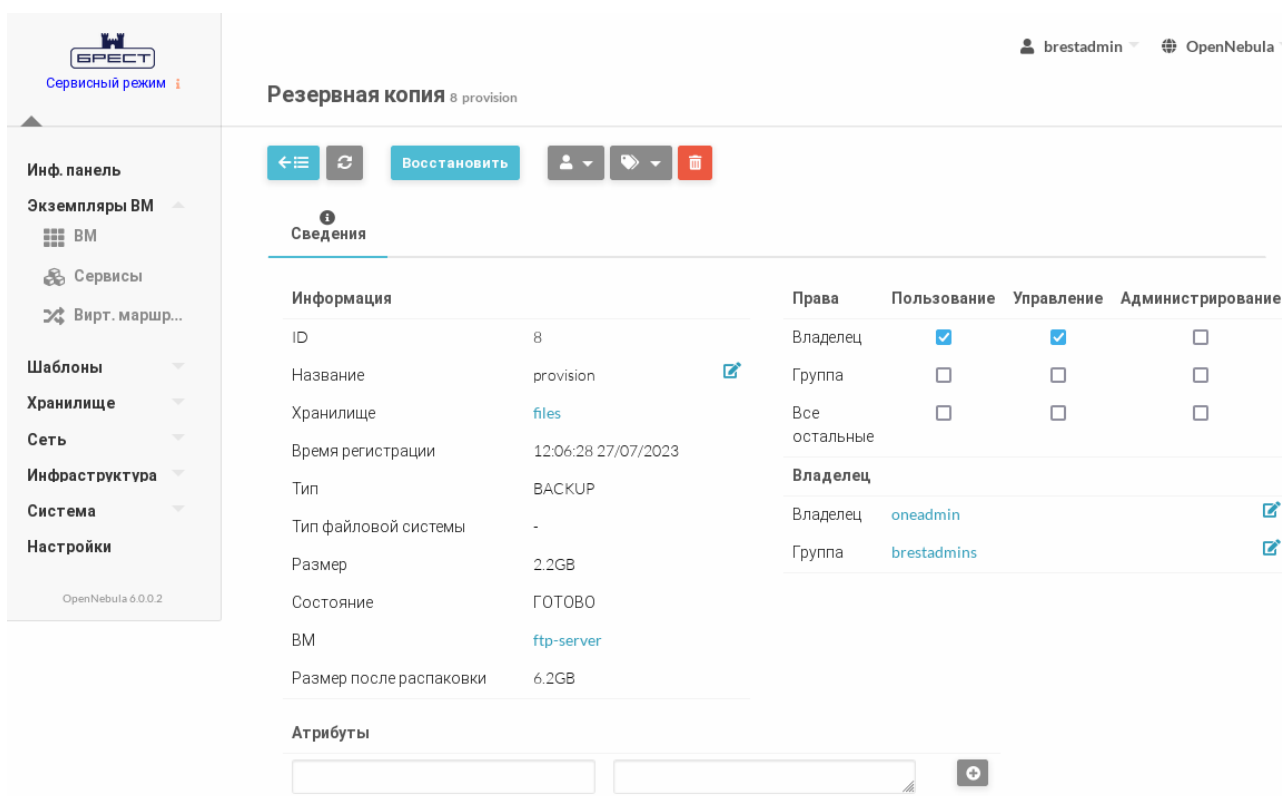 БРЕСТ
Сервисный режим i
brestadmin
OpenNebula
Резервная копия 8 provision
Восстановить
Инф. панель
Экземпляры ВМ
ВМ
Сервисы
Вирт. маршр...
Шаблоны
Хранилище
Сеть
Инфраструктура
Система
Настройки
OpenNebula 6.0.0.2
Сведения
Информация
ID 8
Название provision
Хранилище files
Время регистрации 12:06:28 27/07/2023
Тип BACKUP
Тип файловой системы -
Размер 2.2GB
Состояние ГОТОВО
ВМ ftp-server
Размер после распаковки 6.2GB
Права Пользование Управление Администрирование
Владелец
Группа
Все
остальные
Владелец
Владелец oneadmin
Группа brestadmins
Атрибуты